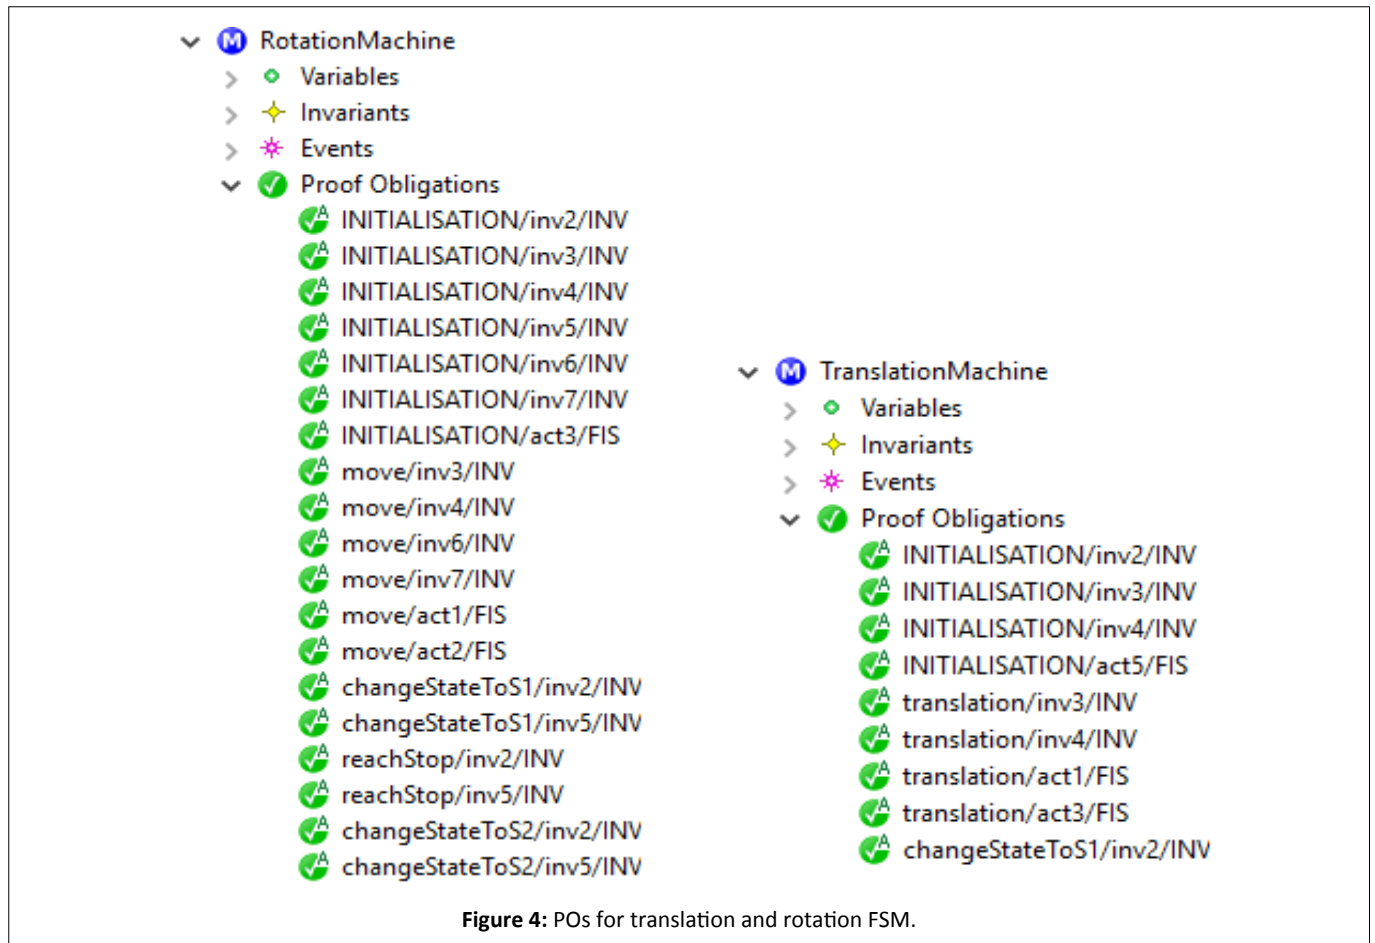 RotationMachine
Variables
Invariants
Events
Proof Obligations
INITIALISATION/inv2/INV
INITIALISATION/inv3/INV
INITIALISATION/inv4/INV
INITIALISATION/inv5/INV
INITIALISATION/inv6/INV
INITIALISATION/inv7/INV
INITIALISATION/act3/FIS
move/inv3/INV
move/inv4/INV
move/inv6/INV
move/inv7/INV
move/act1/FIS
move/act2/FIS
changeStateToS1/inv2/INV
changeStateToS1/inv5/INV
reachStop/inv2/INV
reachStop/inv5/INV
changeStateToS2/inv2/INV
changeStateToS2/inv5/INV
TranslationMachine
Variables
Invariants
Events
Proof Obligations
INITIALISATION/inv2/INV
INITIALISATION/inv3/INV
INITIALISATION/inv4/INV
INITIALISATION/act5/FIS
translation/inv3/INV
translation/inv4/INV
translation/act1/FIS
translation/act3/FIS
changeStateToS1/inv2/INV
Figure 4: POs for translation and rotation FSM.